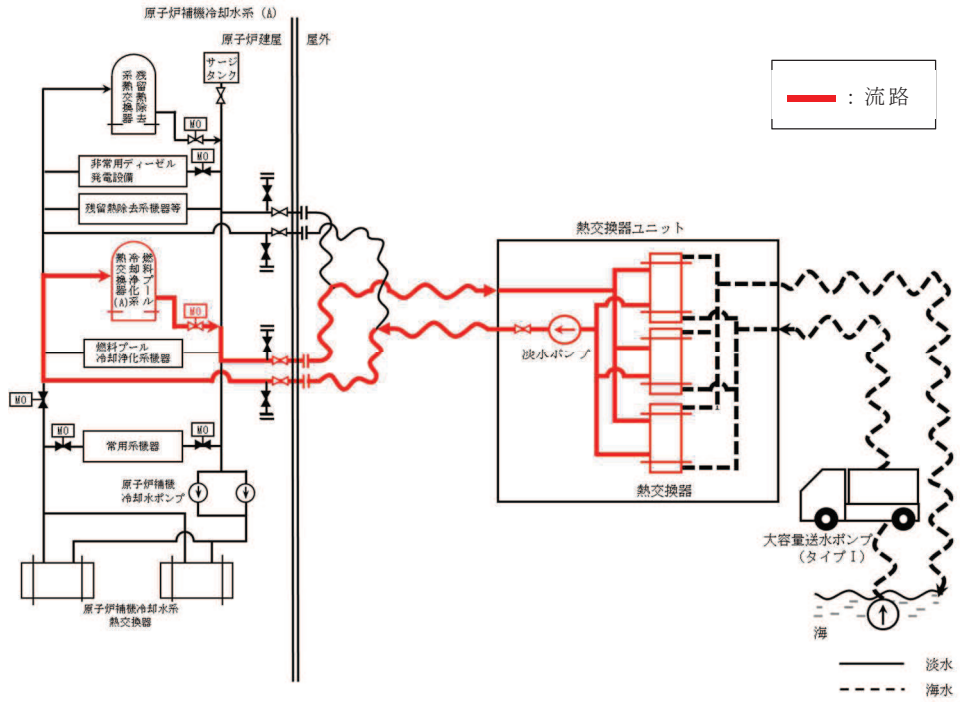 原子炉補機冷却水系（A）
原子炉建屋
屋外
サージ
タンク
残留熱除去
系熱交換器
MO
MO
非常用ディーゼル
発電設備
残留熱除去系機器等
燃料プール
冷却浄化系
熱交換器
(A)
MO
燃料プール
冷却浄化系機器
MO
MO
MO
常用系機器
原子炉補機
冷却水ポンプ
原子炉補機冷却水系
熱交換器
：流路
熱交換器ユニット
淡水ポンプ
熱交換器
大容量送水ポンプ
（タイプⅠ）
海
淡水
海水